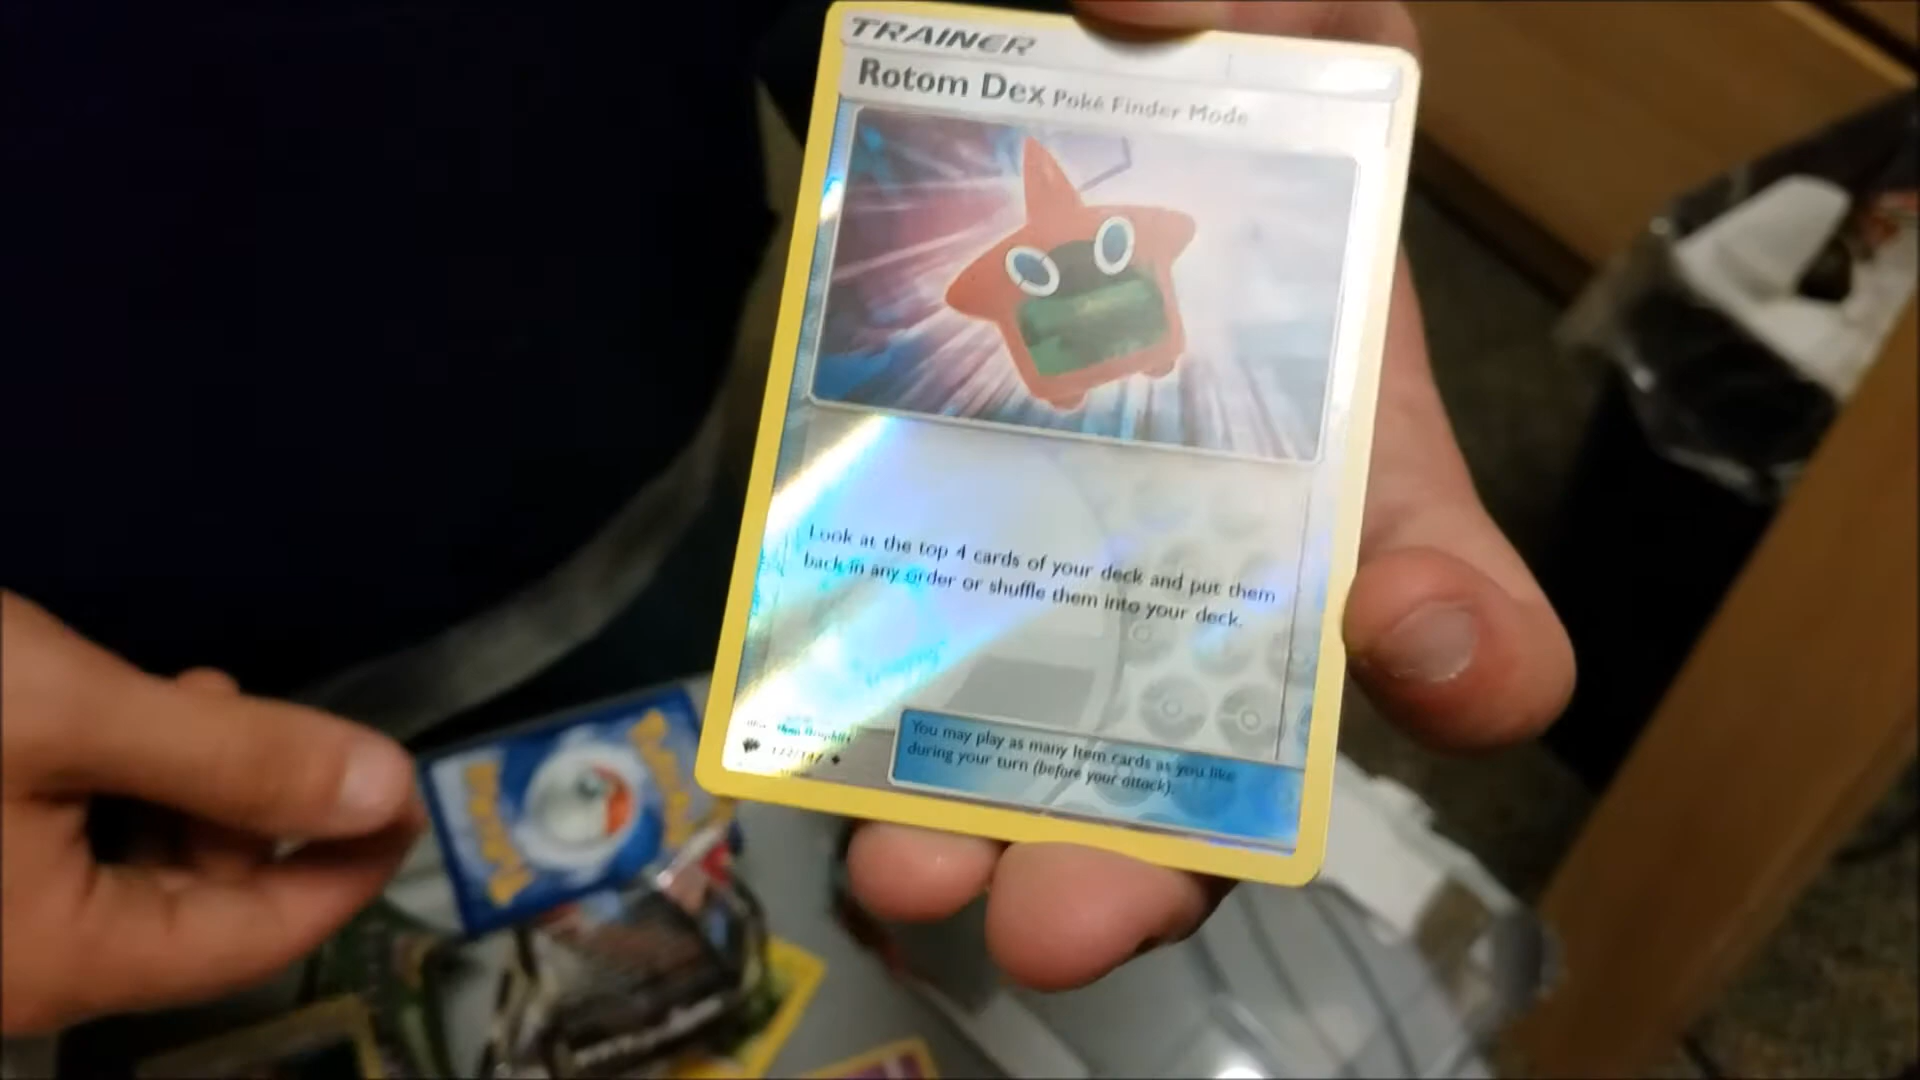 TRAINER
Rotom Dex Poké Finder Mode
Look at the top 4 cards of your deck and put them
back in any order or shuffle them into your deck.
You may play as many Item cards as you like
during your turn (before your attack).